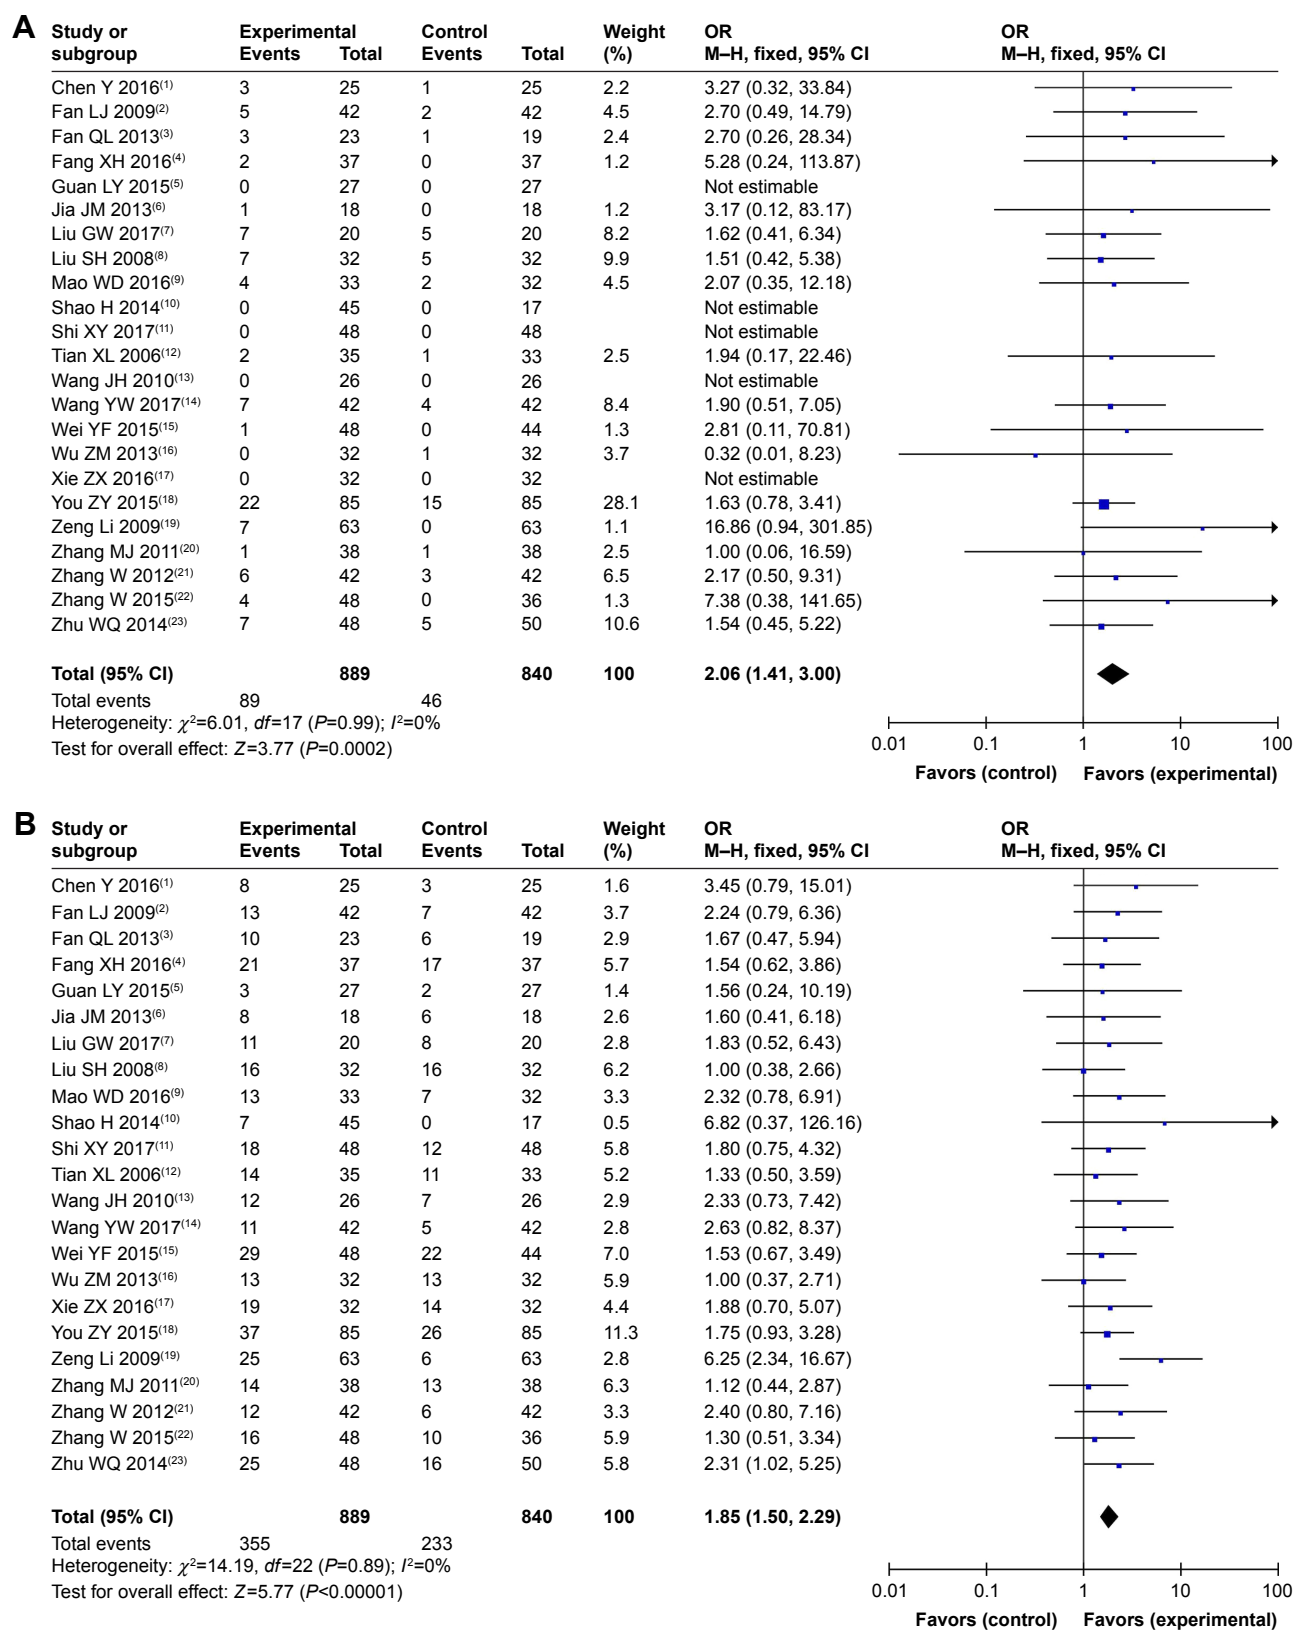 A
Study or Experimental Control Weight OR OR
subgroup Events Total Events Total (%) M–H, fixed, 95% CI M–H, fixed, 95% CI
Chen Y 2016(1) 3 25 1 25 2.2 3.27 (0.32, 33.84)
Fan LJ 2009(2) 5 42 2 42 4.5 2.70 (0.49, 14.79)
Fan QL 2013(3) 3 23 1 19 2.4 2.70 (0.26, 28.34)
Fang XH 2016(4) 2 37 0 37 1.2 5.28 (0.24, 113.87)
Guan LY 2015(5) 0 27 0 27 Not estimable
Jia JM 2013(6) 1 18 0 18 1.2 3.17 (0.12, 83.17)
Liu GW 2017(7) 7 20 5 20 8.2 1.62 (0.41, 6.34)
Liu SH 2008(8) 7 32 5 32 9.9 1.51 (0.42, 5.38)
Mao WD 2016(9) 4 33 2 32 4.5 2.07 (0.35, 12.18)
Shao H 2014(10) 0 45 0 17 Not estimable
Shi XY 2017(11) 0 48 0 48 Not estimable
Tian XL 2006(12) 2 35 1 33 2.5 1.94 (0.17, 22.46)
Wang JH 2010(13) 0 26 0 26 Not estimable
Wang YW 2017(14) 7 42 4 42 8.4 1.90 (0.51, 7.05)
Wei YF 2015(15) 1 48 0 44 1.3 2.81 (0.11, 70.81)
Wu ZM 2013(16) 0 32 1 32 3.7 0.32 (0.01, 8.23)
Xie ZX 2016(17) 0 32 0 32 Not estimable
You ZY 2015(18) 22 85 15 85 28.1 1.63 (0.78, 3.41)
Zeng Li 2009(19) 7 63 0 63 1.1 16.86 (0.94, 301.85)
Zhang MJ 2011(20) 1 38 1 38 2.5 1.00 (0.06, 16.59)
Zhang W 2012(21) 6 42 3 42 6.5 2.17 (0.50, 9.31)
Zhang W 2015(22) 4 48 0 36 1.3 7.38 (0.38, 141.65)
Zhu WQ 2014(23) 7 48 5 50 10.6 1.54 (0.45, 5.22)
Total (95% CI) 889 840 100 2.06 (1.41, 3.00)
Total events 89 46
Heterogeneity: χ²=6.01, df=17 (P=0.99); I²=0%
Test for overall effect: Z=3.77 (P=0.0002)
0.01 0.1 1 10 100
Favors (control) Favors (experimental)
B
Study or Experimental Control Weight OR OR
subgroup Events Total Events Total (%) M–H, fixed, 95% CI M–H, fixed, 95% CI
Chen Y 2016(1) 8 25 3 25 1.6 3.45 (0.79, 15.01)
Fan LJ 2009(2) 13 42 7 42 3.7 2.24 (0.79, 6.36)
Fan QL 2013(3) 10 23 6 19 2.9 1.67 (0.47, 5.94)
Fang XH 2016(4) 21 37 17 37 5.7 1.54 (0.62, 3.86)
Guan LY 2015(5) 3 27 2 27 1.4 1.56 (0.24, 10.19)
Jia JM 2013(6) 8 18 6 18 2.6 1.60 (0.41, 6.18)
Liu GW 2017(7) 11 20 8 20 2.8 1.83 (0.52, 6.43)
Liu SH 2008(8) 16 32 16 32 6.2 1.00 (0.38, 2.66)
Mao WD 2016(9) 13 33 7 32 3.3 2.32 (0.78, 6.91)
Shao H 2014(10) 7 45 0 17 0.5 6.82 (0.37, 126.16)
Shi XY 2017(11) 18 48 12 48 5.8 1.80 (0.75, 4.32)
Tian XL 2006(12) 14 35 11 33 5.2 1.33 (0.50, 3.59)
Wang JH 2010(13) 12 26 7 26 2.9 2.33 (0.73, 7.42)
Wang YW 2017(14) 11 42 5 42 2.8 2.63 (0.82, 8.37)
Wei YF 2015(15) 29 48 22 44 7.0 1.53 (0.67, 3.49)
Wu ZM 2013(16) 13 32 13 32 5.9 1.00 (0.37, 2.71)
Xie ZX 2016(17) 19 32 14 32 4.4 1.88 (0.70, 5.07)
You ZY 2015(18) 37 85 26 85 11.3 1.75 (0.93, 3.28)
Zeng Li 2009(19) 25 63 6 63 2.8 6.25 (2.34, 16.67)
Zhang MJ 2011(20) 14 38 13 38 6.3 1.12 (0.44, 2.87)
Zhang W 2012(21) 12 42 6 42 3.3 2.40 (0.80, 7.16)
Zhang W 2015(22) 16 48 10 36 5.9 1.30 (0.51, 3.34)
Zhu WQ 2014(23) 25 48 16 50 5.8 2.31 (1.02, 5.25)
Total (95% CI) 889 840 100 1.85 (1.50, 2.29)
Total events 355 233
Heterogeneity: χ²=14.19, df=22 (P=0.89); I²=0%
Test for overall effect: Z=5.77 (P<0.00001)
0.01 0.1 1 10 100
Favors (control) Favors (experimental)